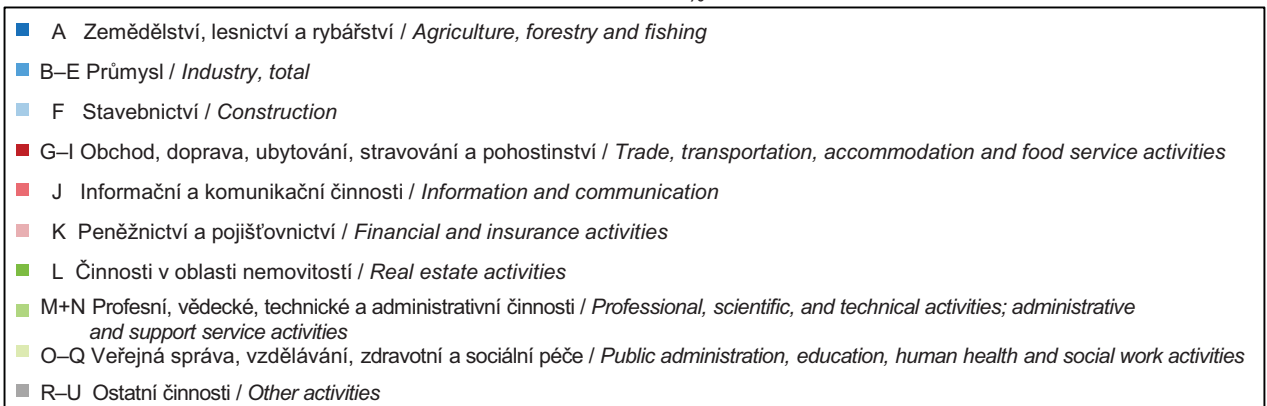 A Zemědělství, lesnictví a rybářství / Agriculture, forestry and fishing
B–E Průmysl / Industry, total
F Stavebnictví / Construction
G–I Obchod, doprava, ubytování, stravování a pohostinství / Trade, transportation, accommodation and food service activities
J Informační a komunikační činnosti / Information and communication
K Peněžnictví a pojišťovnictví / Financial and insurance activities
L Činnosti v oblasti nemovitostí / Real estate activities
M+N Profesní, vědecké, technické a administrativní činnosti / Professional, scientific, and technical activities; administrative
and support service activities
O–Q Veřejná správa, vzdělávání, zdravotní a sociální péče / Public administration, education, human health and social work activities
R–U Ostatní činnosti / Other activities